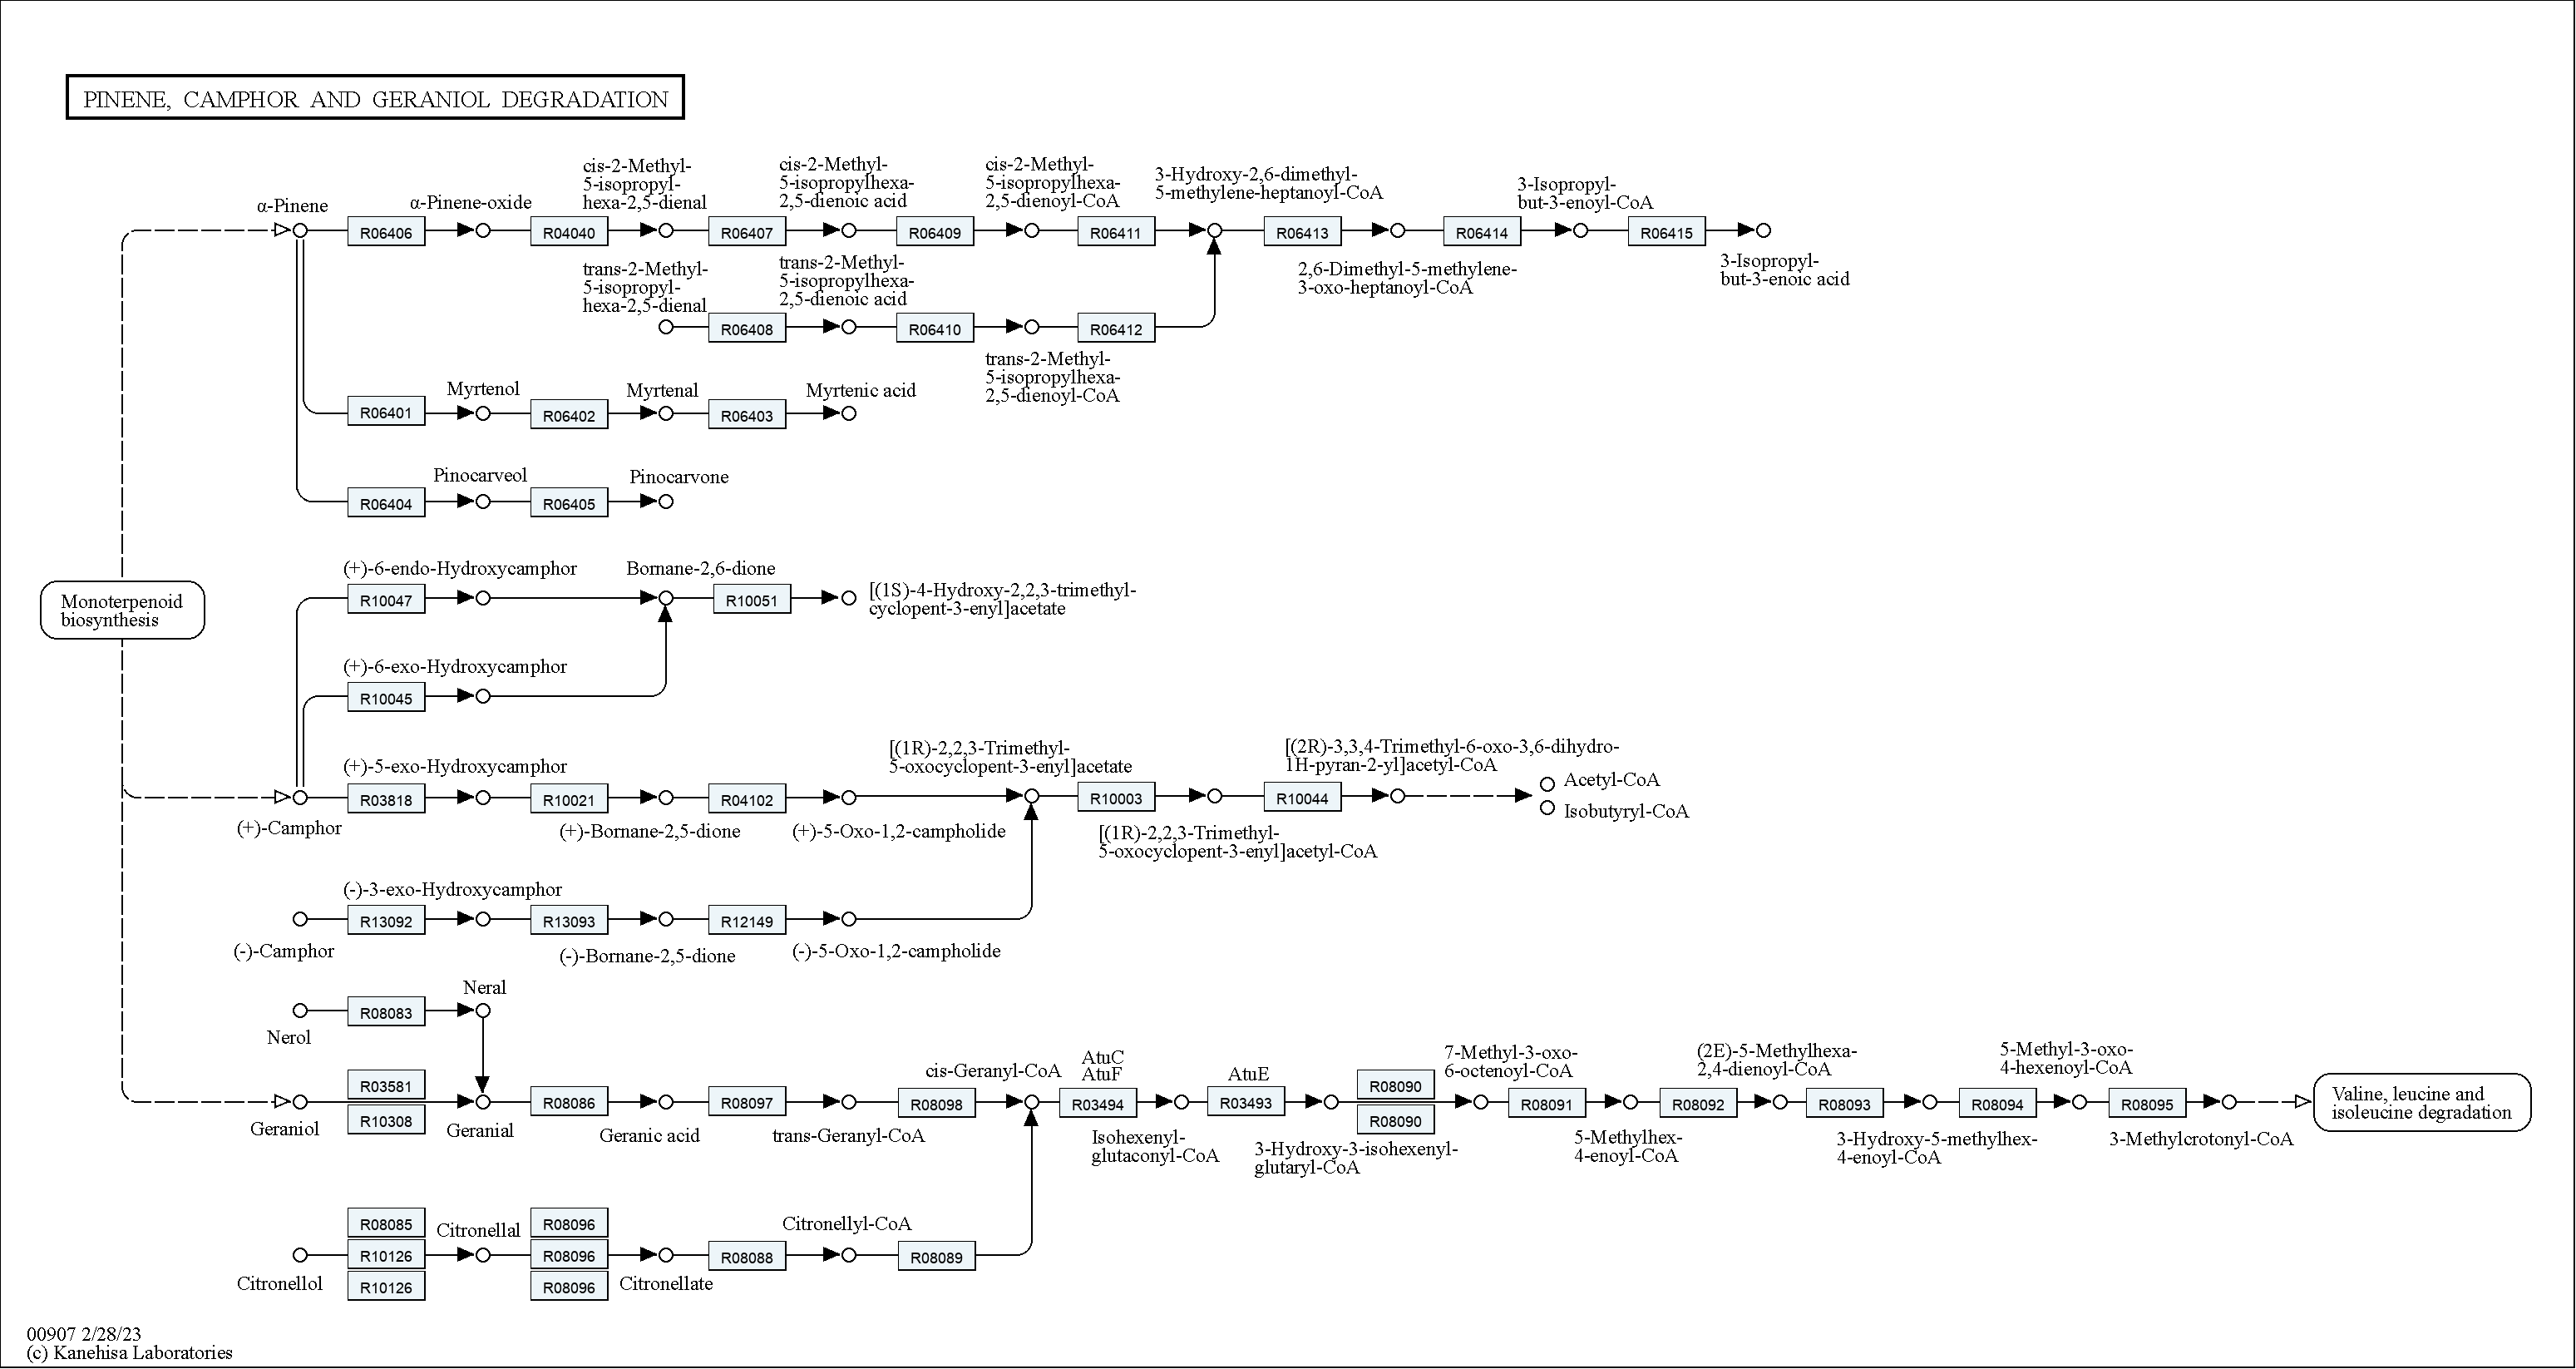 PINENE, CAMPHOR AND GERANIOL DEGRADATION
α-Pinene
R06406
α-Pinene-oxide
R04040
cis-2-Methyl-
5-isopropyl-
hexa-2,5-dienal
R06407
cis-2-Methyl-
5-isopropylhexa-
2,5-dienoic acid
R06409
cis-2-Methyl-
5-isopropylhexa-
2,5-dienoyl-CoA
R06411
3-Hydroxy-2,6-dimethyl-
5-methylene-heptanoyl-CoA
R06413
2,6-Dimethyl-5-methylene-
3-oxo-heptanoyl-CoA
R06414
3-Isopropyl-
but-3-enoyl-CoA
R06415
3-Isopropyl-
but-3-enoic acid
trans-2-Methyl-
5-isopropyl-
hexa-2,5-dienal
R06408
trans-2-Methyl-
5-isopropylhexa-
2,5-dienoic acid
R06410
trans-2-Methyl-
5-isopropylhexa-
2,5-dienoyl-CoA
R06412
R06401
Myrtenol
R06402
Myrtenal
R06403
Myrtenic acid
R06404
Pinocarveol
R06405
Pinocarvone
Monoterpenoid
biosynthesis
(+)-6-endo-Hydroxycamphor
R10047
Bornane-2,6-dione
R10051
[(1S)-4-Hydroxy-2,2,3-trimethyl-
cyclopent-3-enyl]acetate
(+)-6-exo-Hydroxycamphor
R10045
(+)-Camphor
(+)-5-exo-Hydroxycamphor
R03818
R10021
(+)-Bornane-2,5-dione
R04102
(+)-5-Oxo-1,2-campholide
[(1R)-2,2,3-Trimethyl-
5-oxocyclopent-3-enyl]acetate
R10003
[(1R)-2,2,3-Trimethyl-
5-oxocyclopent-3-enyl]acetyl-CoA
R10044
[(2R)-3,3,4-Trimethyl-6-oxo-3,6-dihydro-
1H-pyran-2-yl]acetyl-CoA
Acetyl-CoA
Isobutyryl-CoA
(-)-Camphor
(-)-3-exo-Hydroxycamphor
R13092
R13093
(-)-Bornane-2,5-dione
R12149
(-)-5-Oxo-1,2-campholide
Nerol
R08083
Neral
Geraniol
R03581
R10308
Geranial
R08086
Geranic acid
R08097
trans-Geranyl-CoA
R08098
cis-Geranyl-CoA
AtuC
AtuF
R03494
Isohexenyl-
glutaconyl-CoA
AtuE
R03493
3-Hydroxy-3-isohexenyl-
glutaryl-CoA
R08090
R08090
7-Methyl-3-oxo-
6-octenoyl-CoA
R08091
5-Methylhex-
4-enoyl-CoA
R08092
(2E)-5-Methylhexa-
2,4-dienoyl-CoA
R08093
3-Hydroxy-5-methylhex-
4-enoyl-CoA
R08094
5-Methyl-3-oxo-
4-hexenoyl-CoA
R08095
3-Methylcrotonyl-CoA
Valine, leucine and
isoleucine degradation
Citronellol
R08085
R10126
R10126
Citronellal
R08096
R08096
R08096
Citronellate
R08088
Citronellyl-CoA
R08089
00907 2/28/23
(c) Kanehisa Laboratories